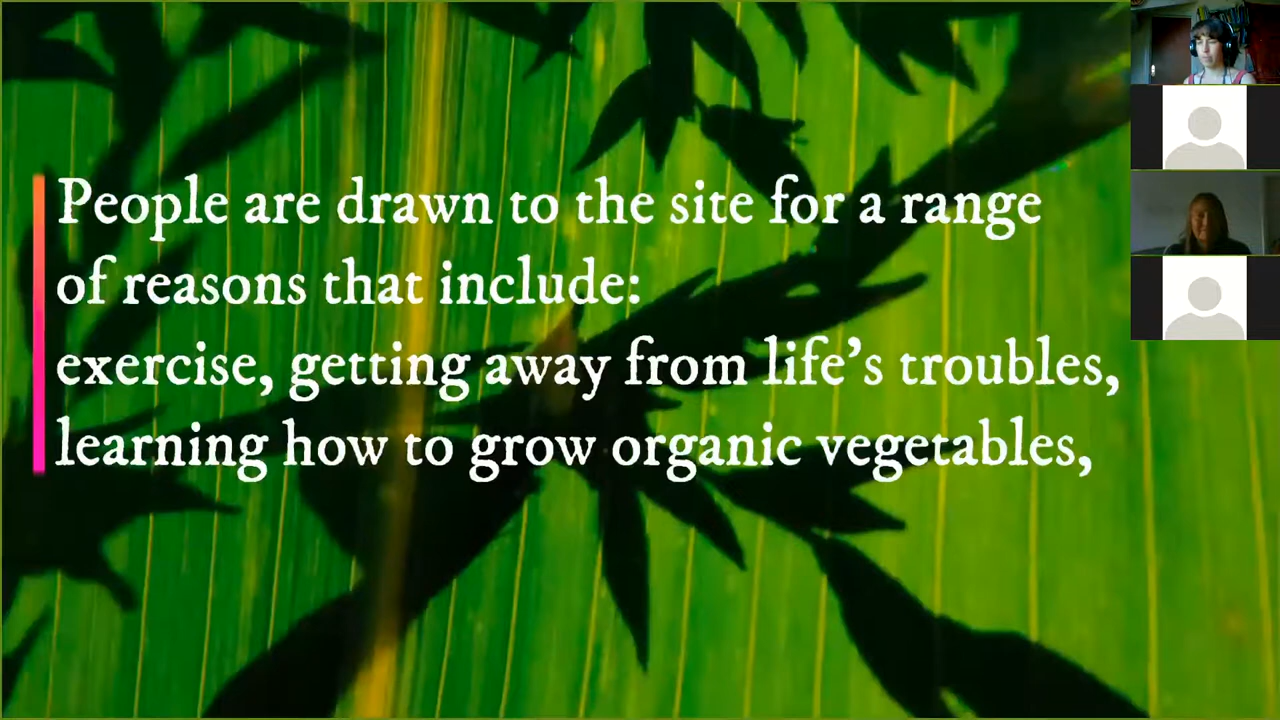 People are drawn to the site for a range
of reasons that include:
exercise, getting away from life’s troubles,
learning how to grow organic vegetables,